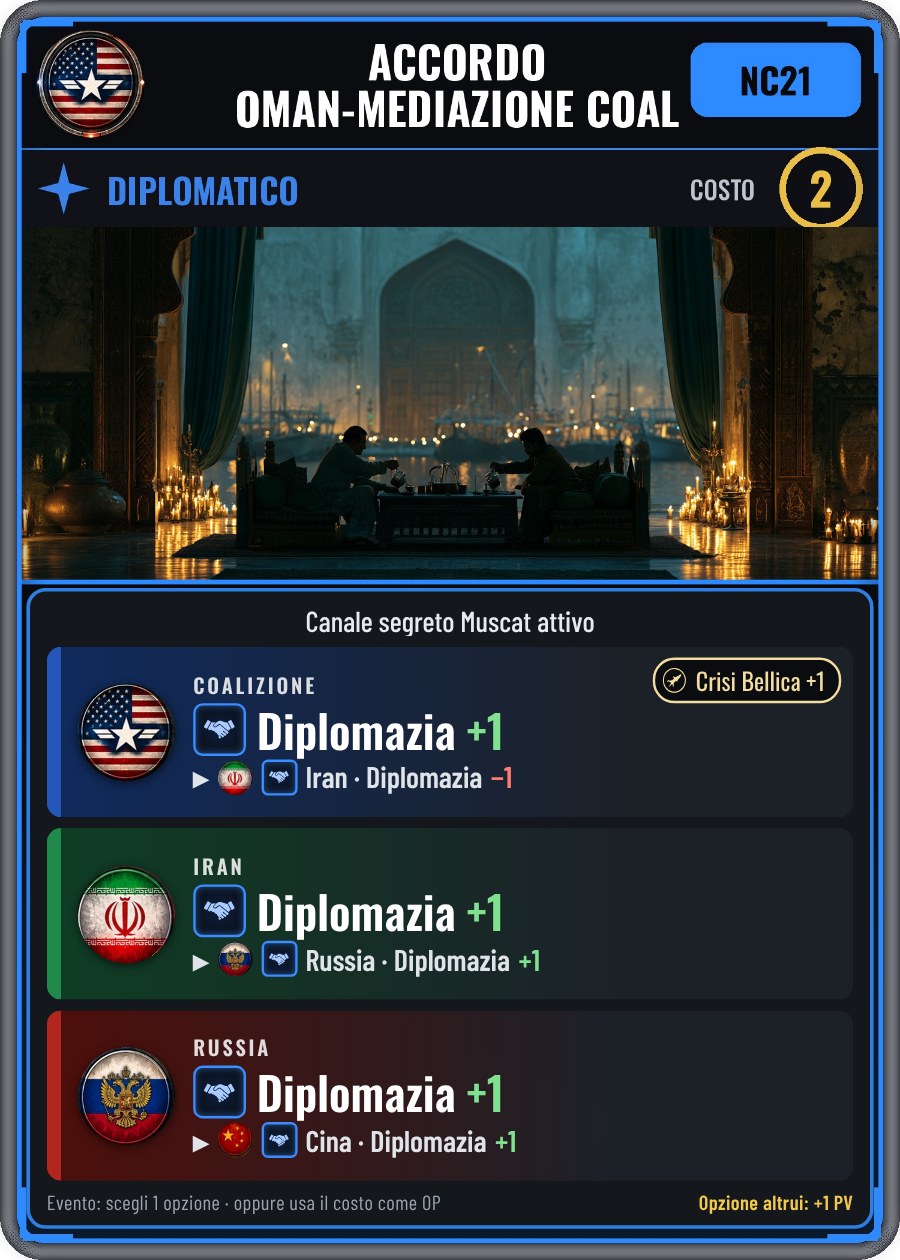 ACCORDO
OMAN-MEDIAZIONE COAL
NC21
DIPLOMATICO
COSTO
2
Canale segreto Muscat attivo
COALIZIONE
Crisi Bellica +1
Diplomazia +1
▶ Iran · Diplomazia −1
IRAN
Diplomazia +1
▶ Russia · Diplomazia +1
RUSSIA
Diplomazia +1
▶ Cina · Diplomazia +1
Evento: scegli 1 opzione · oppure usa il costo come OP
Opzione altrui: +1 PV